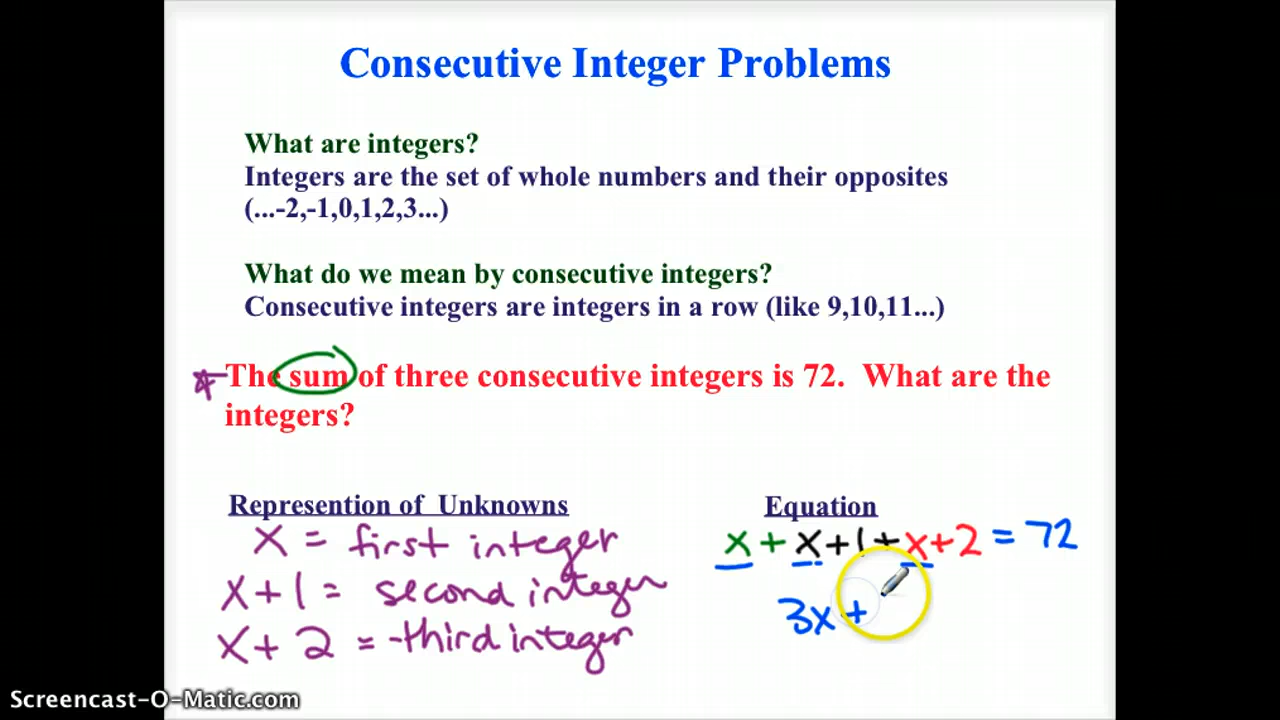 Consecutive Integer Problems
What are integers?
Integers are the set of whole numbers and their opposites
(...-2,-1,0,1,2,3...)
What do we mean by consecutive integers?
Consecutive integers are integers in a row (like 9,10,11...)
* The sum of three consecutive integers is 72. What are the
integers?
Represention of Unknowns
x = first integer
x+1 = second integer
x+2 = third integer
Equation
x + x+1+x+2 = 72
3x +
Screencast-O-Matic.com